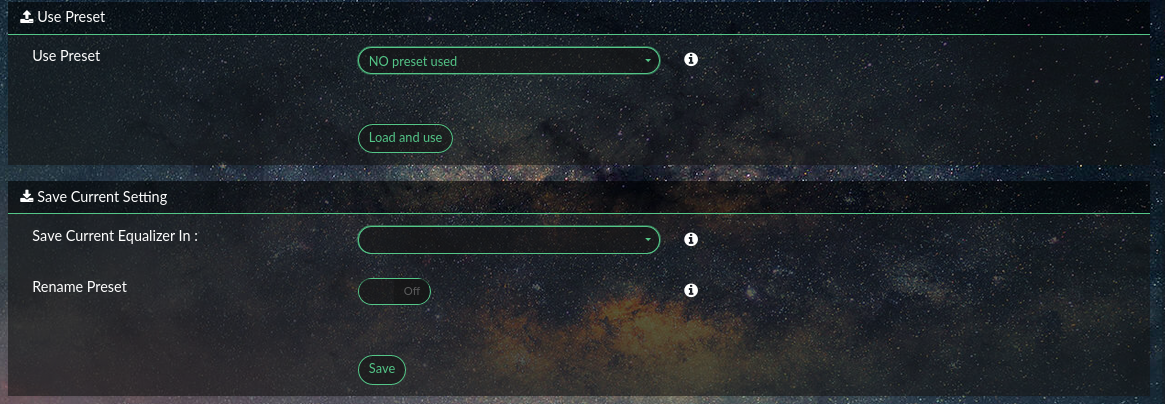 Use Preset
Use Preset
NO preset used
Load and use
Save Current Setting
Save Current Equalizer In :
Rename Preset
Off
Save